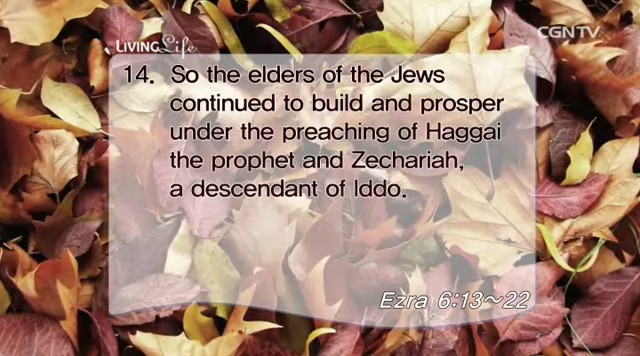 LIVING Life
CGNTV
14. So the elders of the Jews
continued to build and prosper
under the preaching of Haggai
the prophet and Zechariah,
a descendant of Iddo.
Ezra 6:13~22